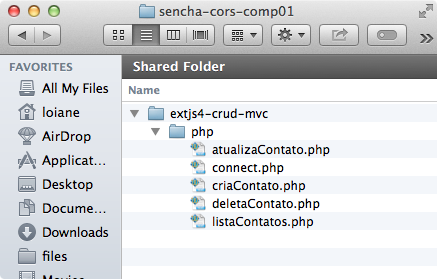 sencha-cors-comp01
FAVORITES
All My Files
loiane
AirDrop
Applicat...
Desktop
Docume...
Downloads
files
Movies
Shared Folder
Name
extjs4-crud-mvc
php
atualizaContato.php
connect.php
criaContato.php
deletaContato.php
listaContatos.php